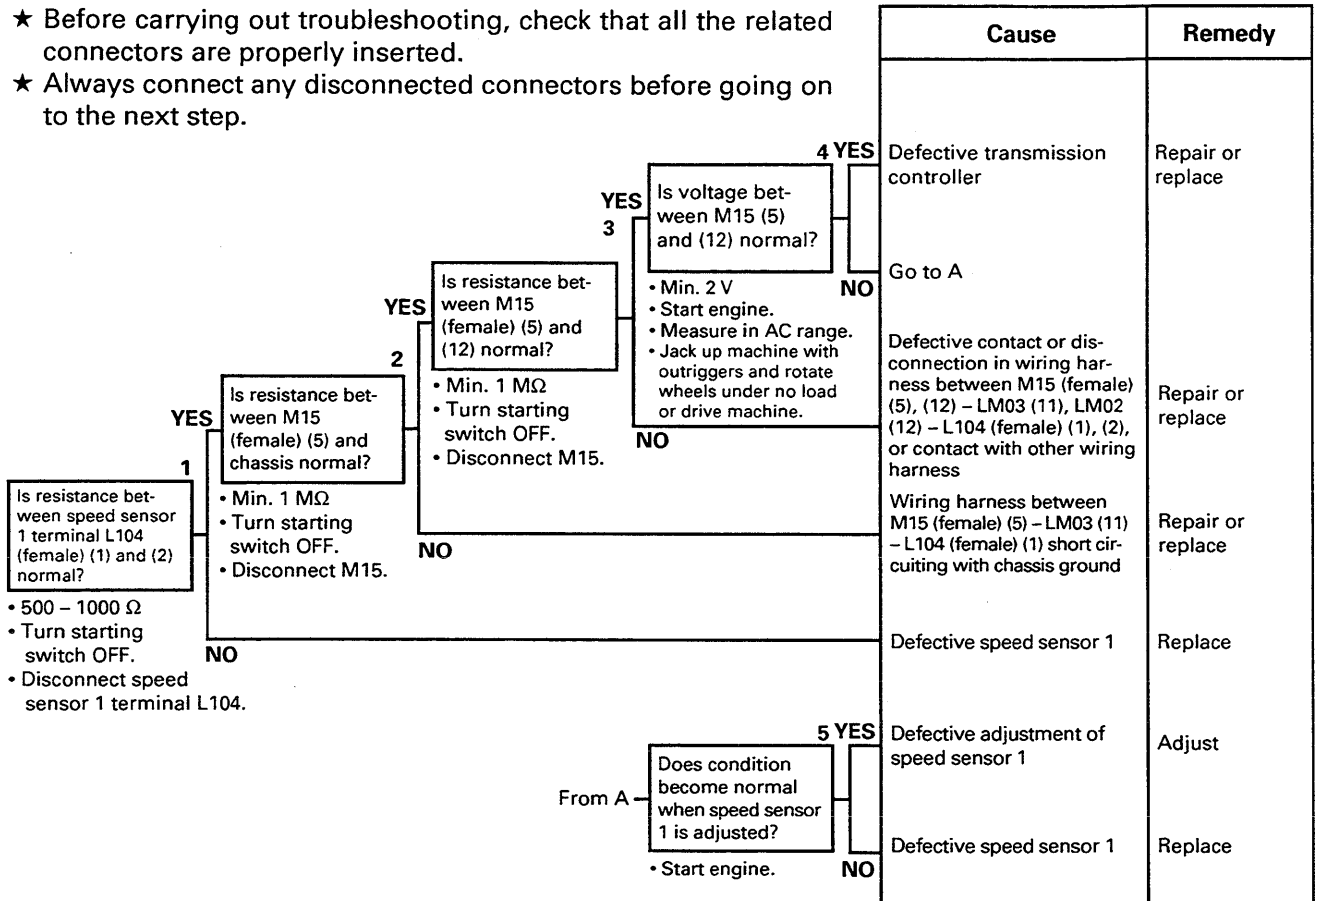 ★ Before carrying out troubleshooting, check that all the related
connectors are properly inserted.
★ Always connect any disconnected connectors before going on
to the next step.
Cause
Remedy
1
Is resistance bet-
ween speed sensor
1 terminal L104
(female) (1) and (2)
normal?
• 500 – 1000 Ω
• Turn starting
switch OFF.
• Disconnect speed
sensor 1 terminal L104.
YES
NO
2
Is resistance bet-
ween M15
(female) (5) and
chassis normal?
• Min. 1 MΩ
• Turn starting
switch OFF.
• Disconnect M15.
YES
NO
3
Is resistance bet-
ween M15
(female) (5) and
(12) normal?
• Min. 1 MΩ
• Turn starting
switch OFF.
• Disconnect M15.
YES
NO
4
Is voltage bet-
ween M15 (5)
and (12) normal?
• Min. 2 V
• Start engine.
• Measure in AC range.
• Jack up machine with
outriggers and rotate
wheels under no load
or drive machine.
YES
NO
Defective transmission
controller
Repair or
replace
Go to A
Defective contact or dis-
connection in wiring har-
ness between M15 (female)
(5), (12) – LM03 (11), LM02
(12) – L104 (female) (1), (2),
or contact with other wiring
harness
Repair or
replace
Wiring harness between
M15 (female) (5) – LM03 (11)
– L104 (female) (1) short cir-
cuiting with chassis ground
Repair or
replace
Defective speed sensor 1
Replace
From A
5
Does condition
become normal
when speed sensor
1 is adjusted?
• Start engine.
YES
NO
Defective adjustment of
speed sensor 1
Adjust
Defective speed sensor 1
Replace